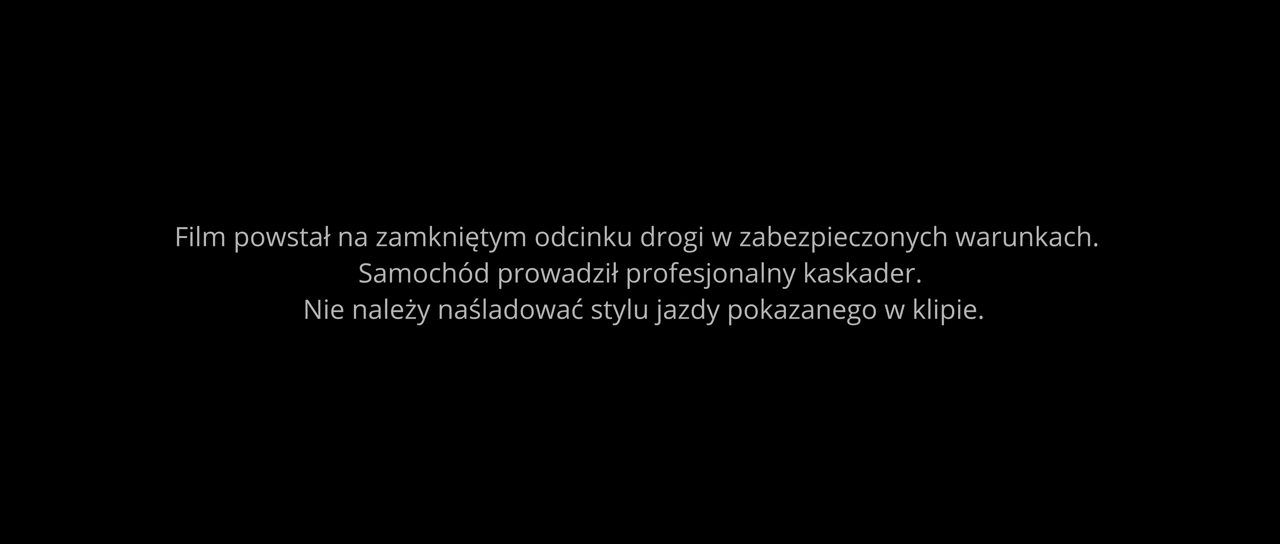 Film powstał na zamkniętym odcinku drogi w zabezpieczonych warunkach.
Samochód prowadził profesjonalny kaskader.
Nie należy naśladować stylu jazdy pokazanego w klipie.